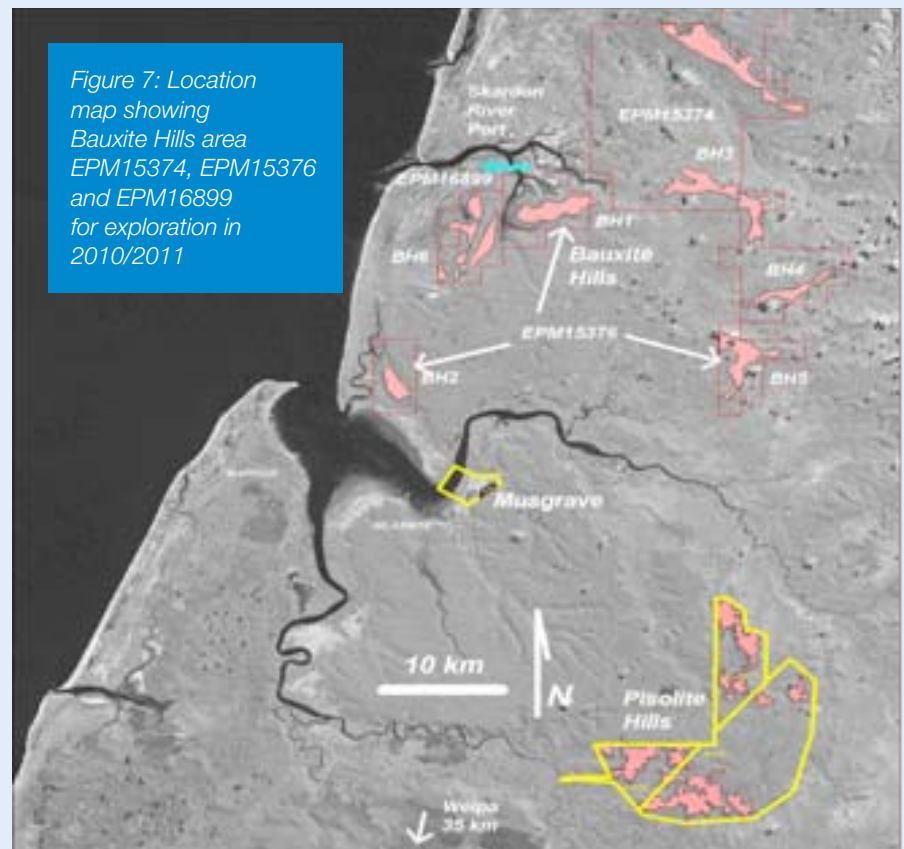 Figure 7: Location
map showing
Bauxite Hills area
EPM15374, EPM15376
and EPM16899
for exploration in
2010/2011
Skardon
River
Port
EPM15374
BH3
EPM16899
BH1
BH6
Bauxite
Hills
BH4
EPM15376
BH2
BH5
Musgrave
10 km
N
Pisolite
Hills
Weipa
35 km